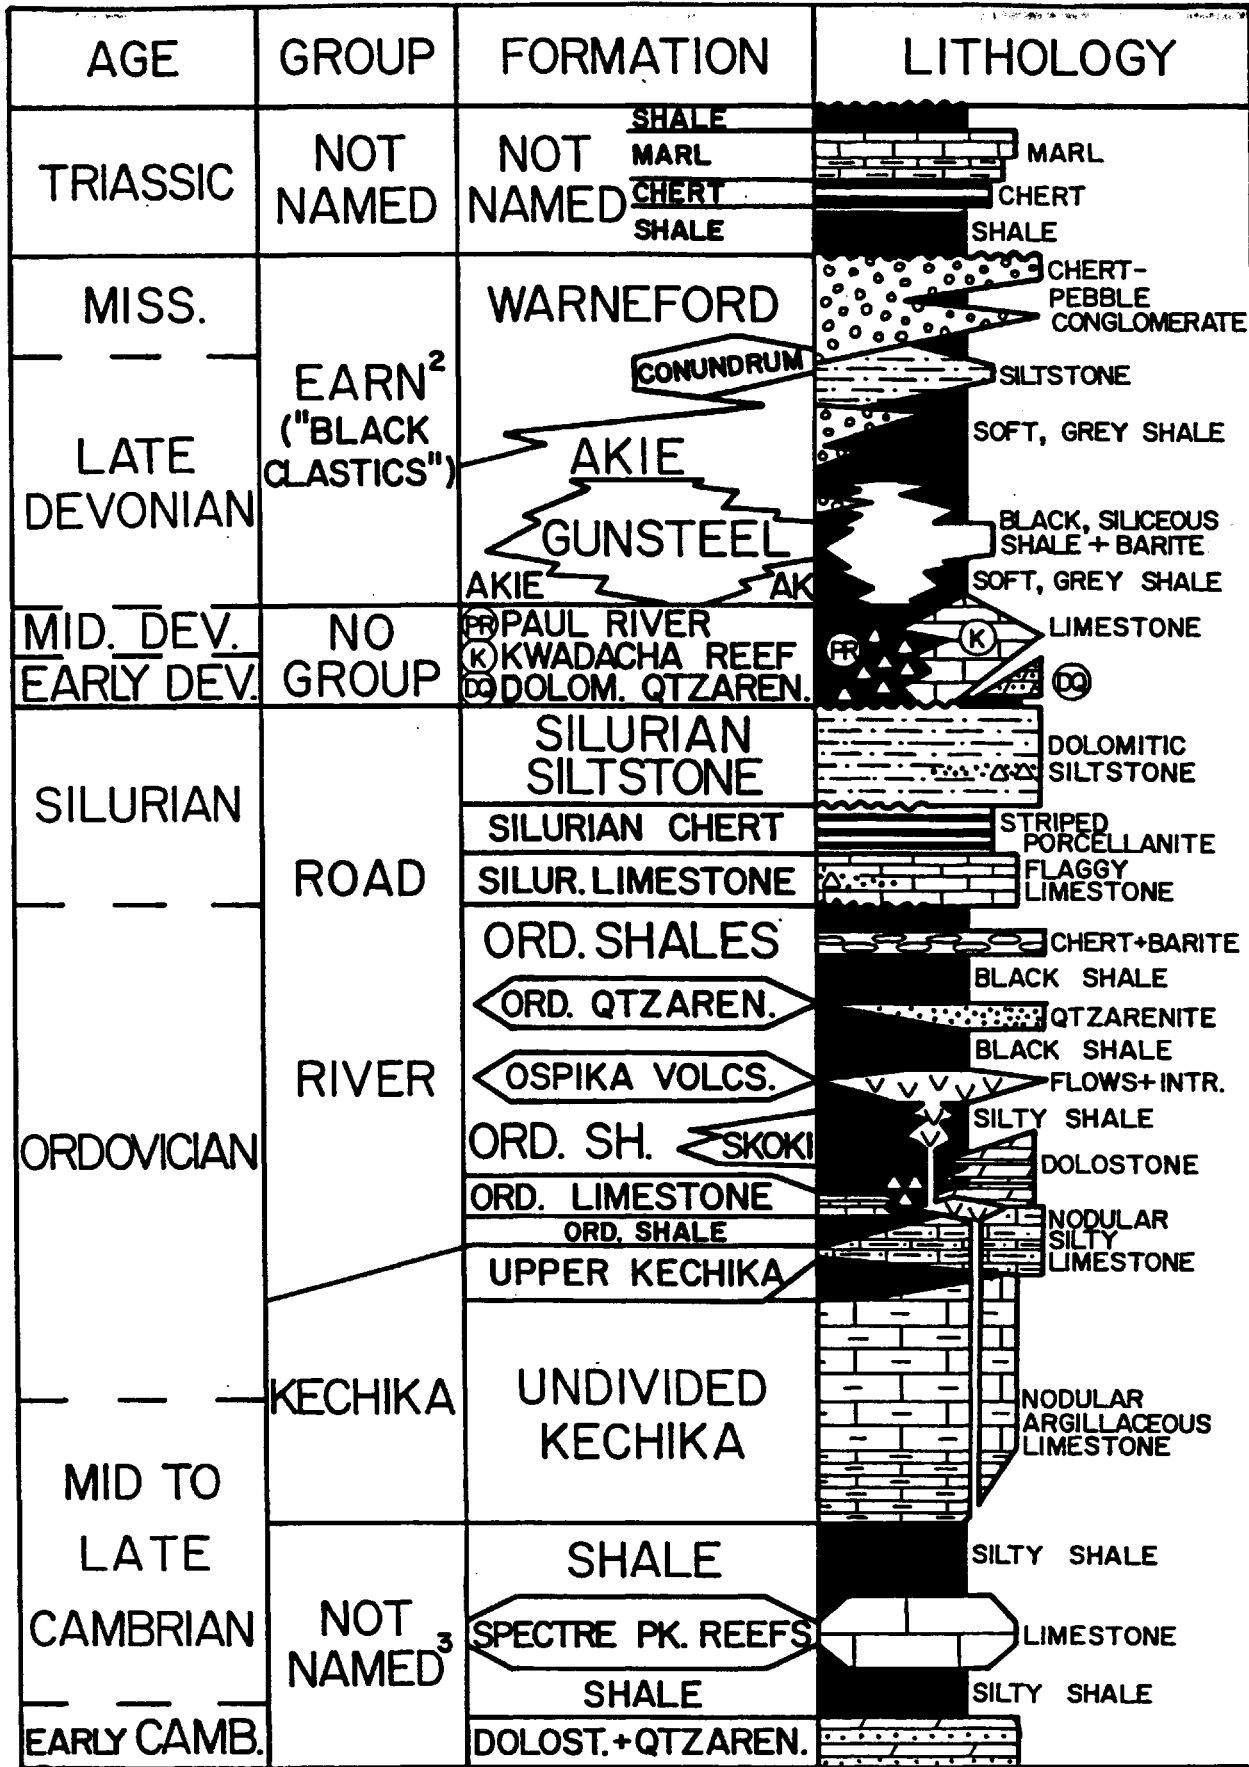 AGE
GROUP
FORMATION
LITHOLOGY
TRIASSIC
NOT
NAMED
NOT
NAMED
SHALE
MARL
CHERT
SHALE
MARL
CHERT
SHALE
MISS.
LATE
DEVONIAN
EARN²
("BLACK
CLASTICS")
WARNEFORD
CONUNDRUM
AKIE
GUNSTEEL
AKIE
AK
CHERT-
PEBBLE
CONGLOMERATE
SILTSTONE
SOFT, GREY SHALE
BLACK, SILICEOUS
SHALE + BARITE
SOFT, GREY SHALE
MID. DEV.
EARLY DEV.
NO
GROUP
PR PAUL RIVER
K KWADACHA REEF
DQ DOLOM. QTZAREN.
PR
K
LIMESTONE
DQ
SILURIAN
ORDOVICIAN
ROAD
RIVER
SILURIAN
SILTSTONE
SILURIAN CHERT
SILUR. LIMESTONE
ORD. SHALES
ORD. QTZAREN.
OSPIKA VOLCS.
ORD. SH.
SKOKI
ORD. LIMESTONE
ORD. SHALE
UPPER KECHIKA
DOLOMITIC
SILTSTONE
STRIPED
PORCELLANITE
FLAGGY
LIMESTONE
CHERT+BARITE
BLACK SHALE
QTZARENITE
BLACK SHALE
FLOWS+INTR.
SILTY SHALE
DOLOSTONE
NODULAR
SILTY
LIMESTONE
KECHIKA
UNDIVIDED
KECHIKA
NODULAR
ARGILLACEOUS
LIMESTONE
MID TO
LATE
CAMBRIAN
EARLY CAMB.
NOT
NAMED³
SHALE
SPECTRE PK. REEFS
SHALE
DOLOST.+QTZAREN.
SILTY SHALE
LIMESTONE
SILTY SHALE